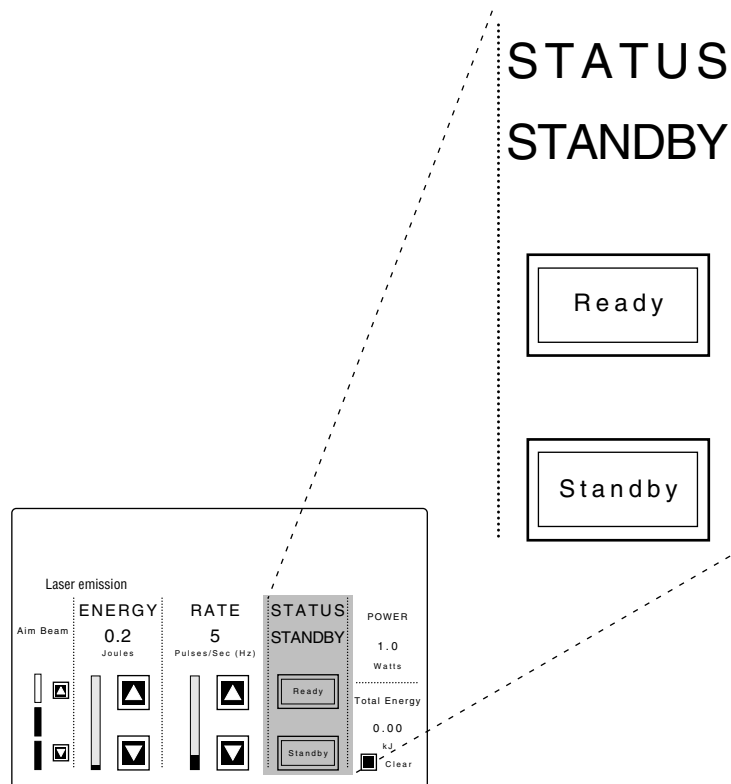 STATUS
STANDBY
Ready
Standby
Laser emission
Aim Beam
ENERGY
0.2
Joules
RATE
5
Pulses/Sec (Hz)
STATUS
STANDBY
Ready
Standby
POWER
1.0
Watts
Total Energy
0.00
kJ
Clear